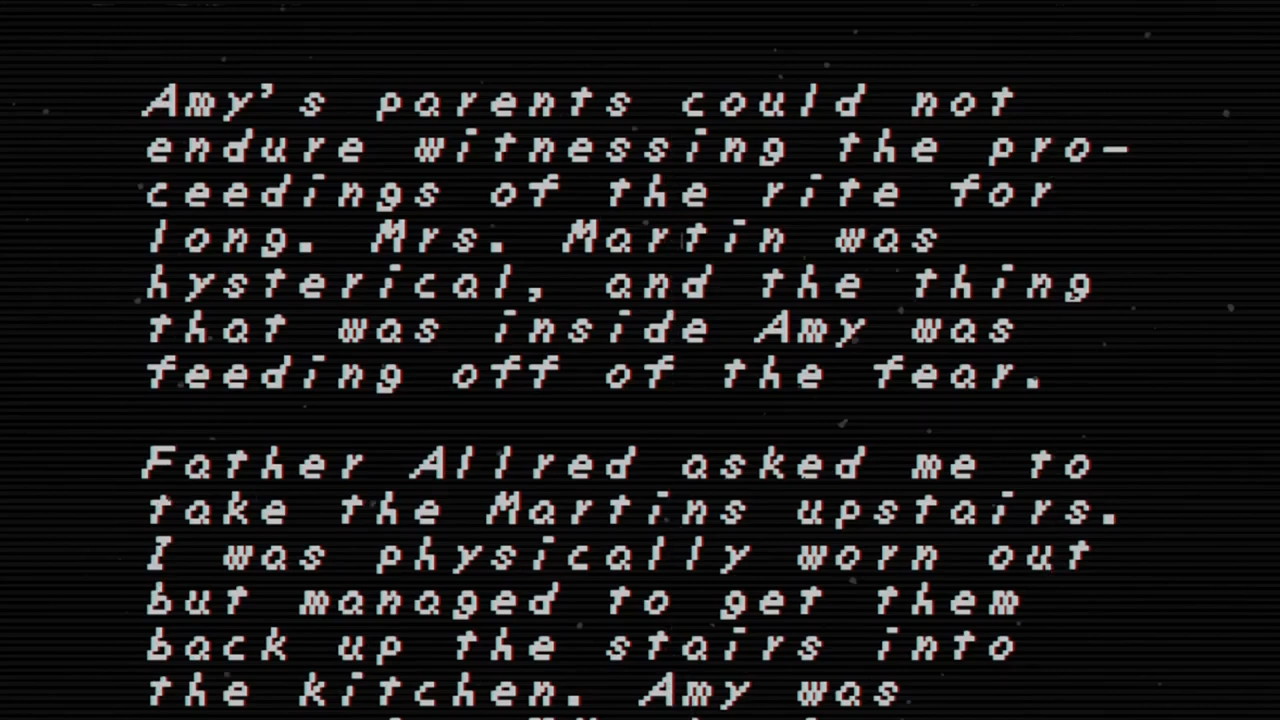 Amy's parents could not
endure witnessing the pro-
ceedings of the rite for
long. Mrs. Martin was
hysterical, and the thing
that was inside Amy was
feeding off of the fear.
Father Allred asked me to
take the Martins upstairs.
I was physically worn out
but managed to get them
back up the stairs into
the kitchen. Amy was